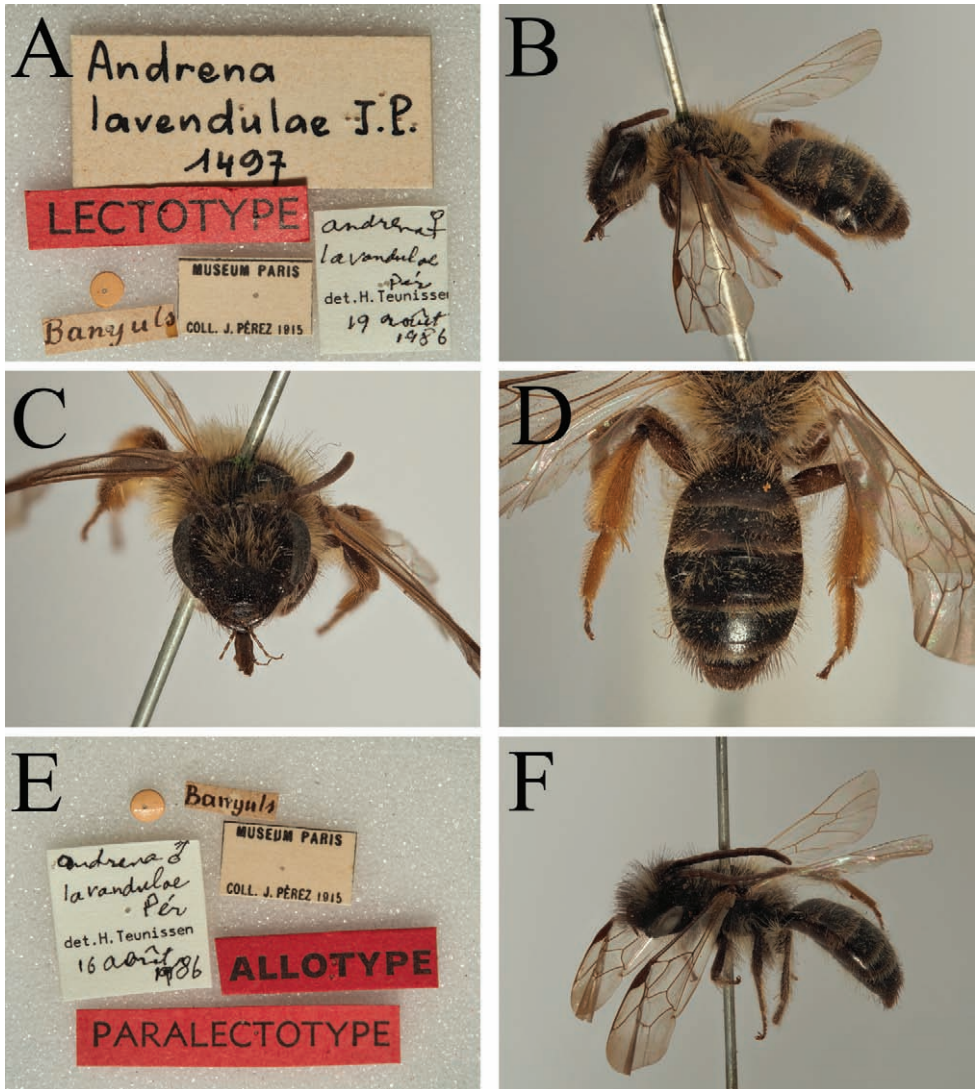 A
Andrena
lavendulae J.P.
1497
LECTOTYPE
andrena ♀
lavandulae
Pér
det.H.Teunissen
19 août
1986
MUSEUM PARIS
COLL. J. PÉREZ 1915
Banyuls
B
C
D
E
Banyuls
MUSEUM PARIS
COLL. J. PÉREZ 1915
andrena ♂
lavandulae
Pér
det.H.Teunissen
16 août
1986
ALLOTYPE
PARALECTOTYPE
F